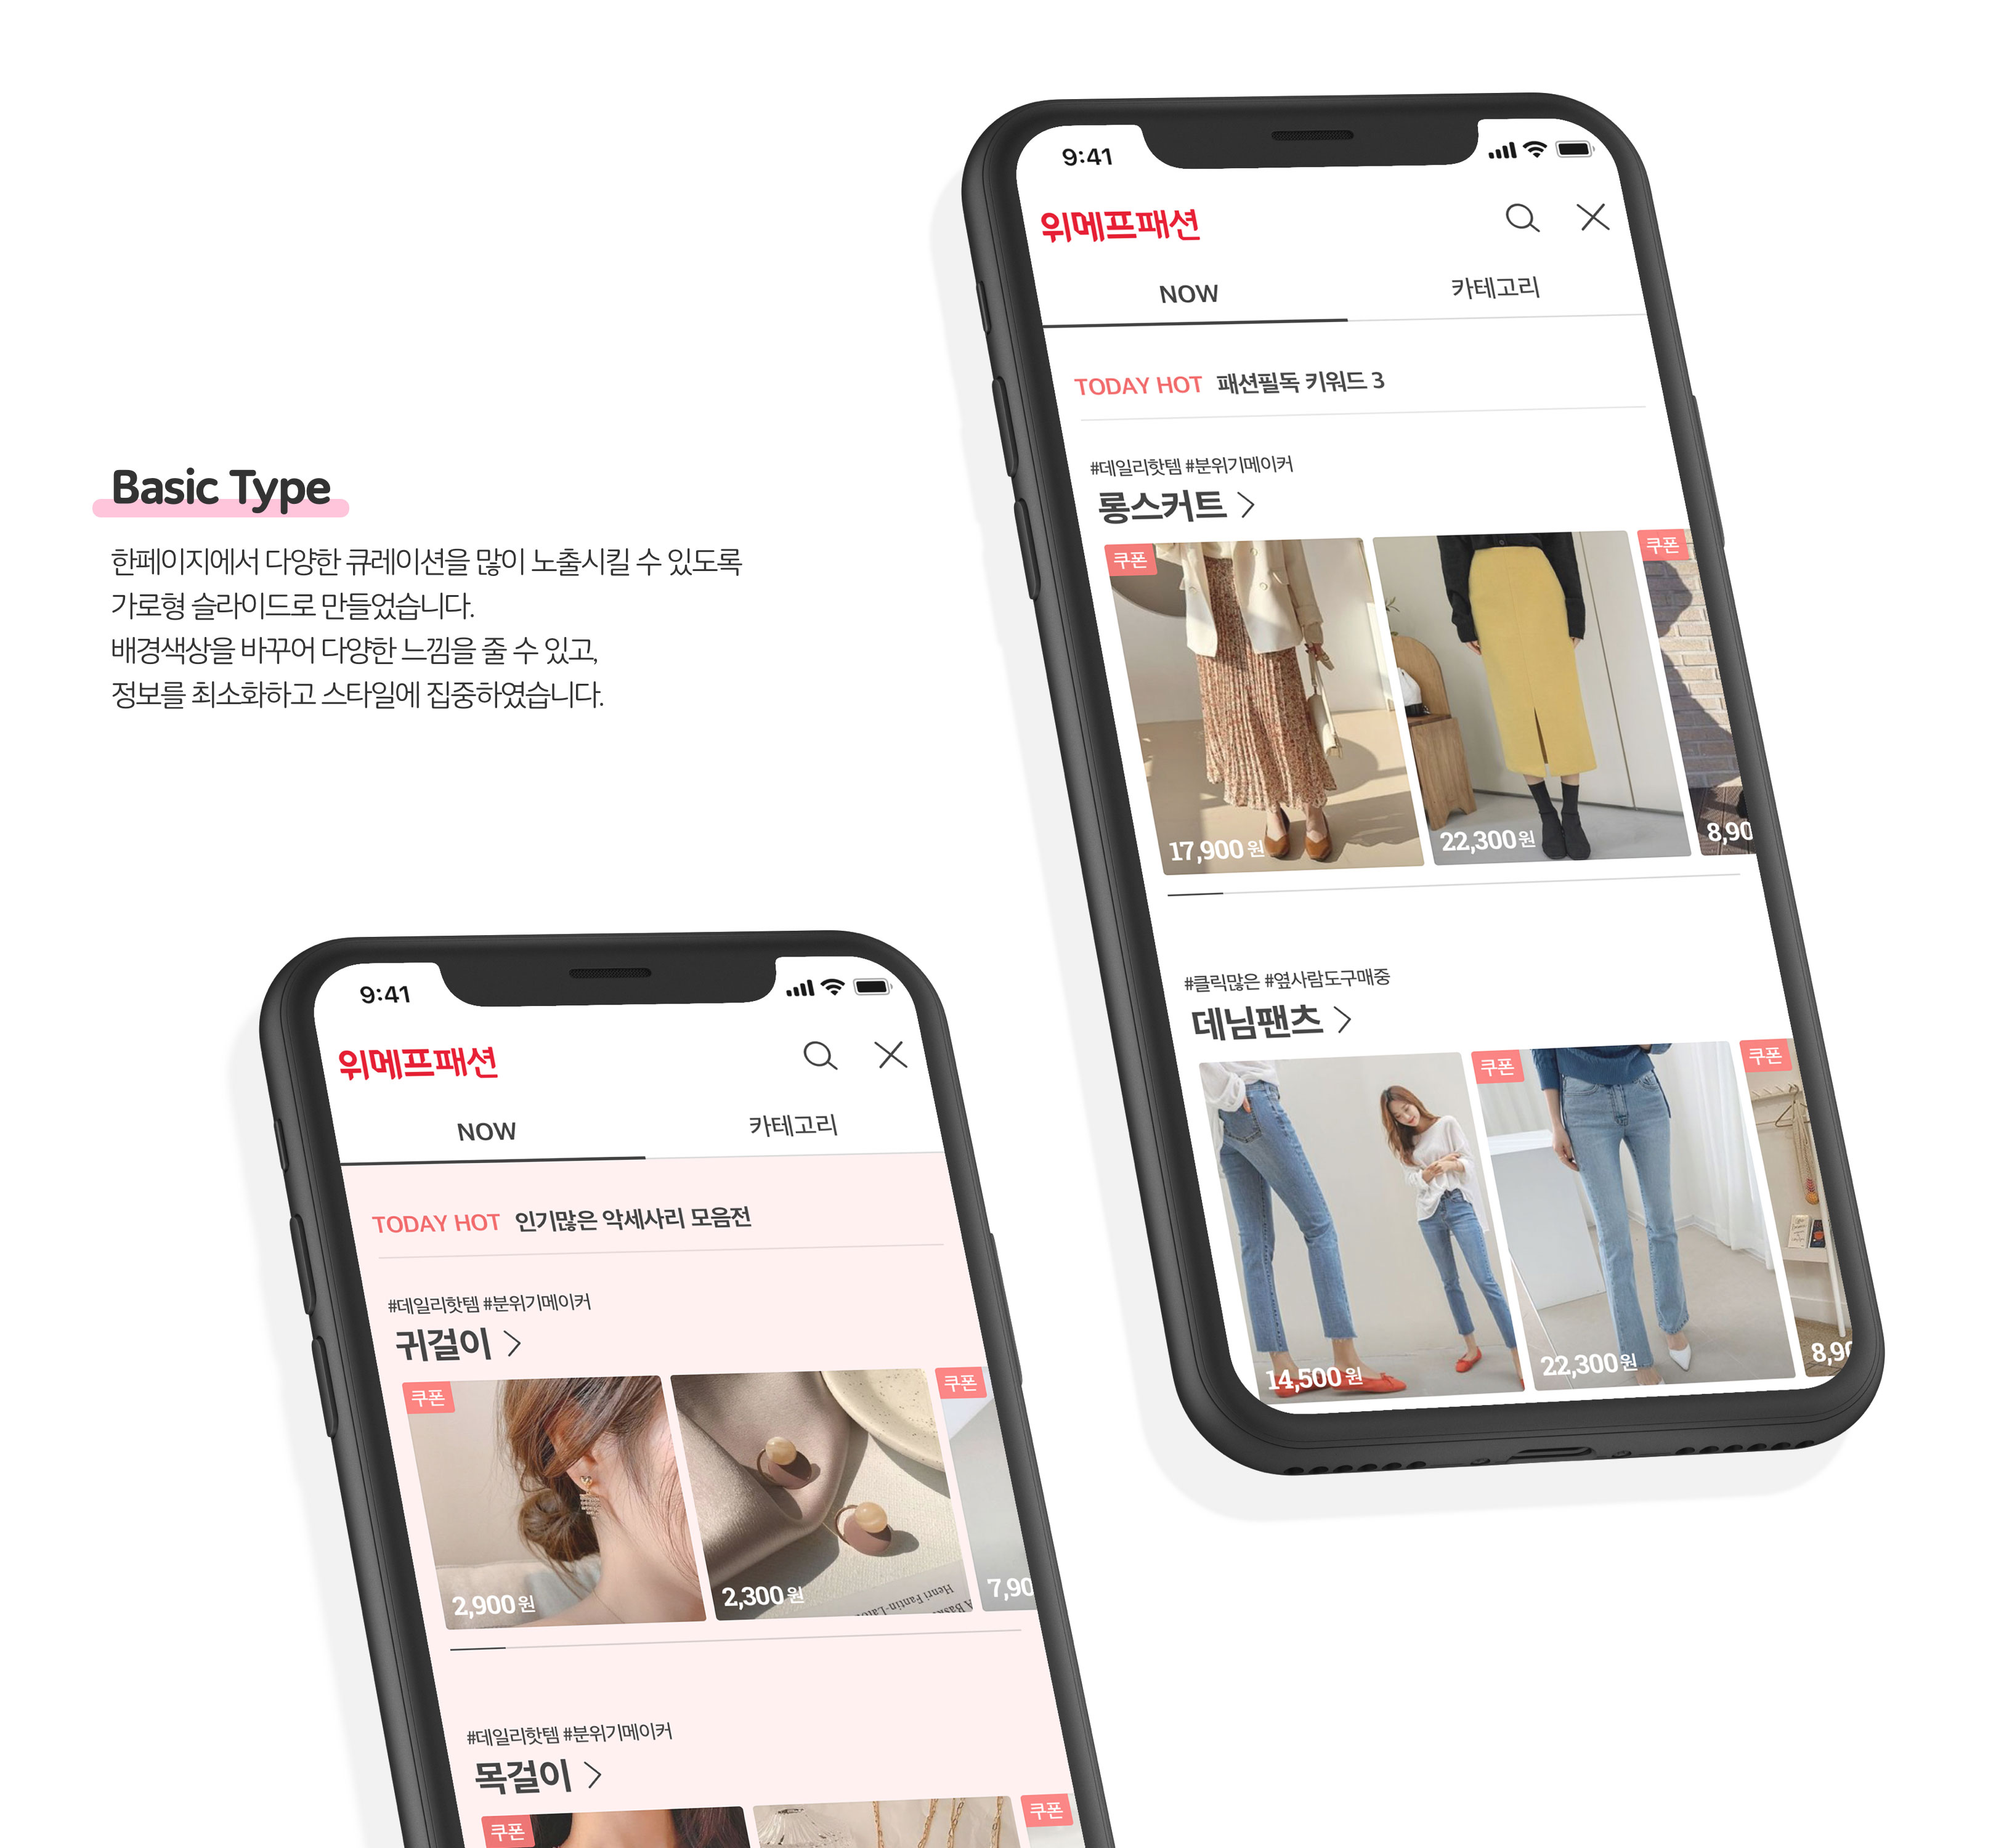 Basic Type
한페이지에서 다양한 큐레이션을 많이 노출시킬 수 있도록
가로형 슬라이드로 만들었습니다.
배경색상을 바꾸어 다양한 느낌을 줄 수 있고,
정보를 최소화하고 스타일에 집중하였습니다.
9:41
위메프패션
NOW 카테고리
TODAY HOT 패션필독 키워드 3
#데일리핫템 #분위기메이커
롱스커트
쿠폰 쿠폰
17,900원 22,300원 8,90
#클릭많은 #옆사람도구매중
데님팬츠
쿠폰 쿠폰
14,500원 22,300원 8,90
9:41
위메프패션
NOW 카테고리
TODAY HOT 인기많은 악세사리 모음전
#데일리핫템 #분위기메이커
귀걸이
쿠폰 쿠폰
Henri Fantin-Latou
2,900원 2,300원 7,90
#데일리핫템 #분위기메이커
목걸이
쿠폰 쿠폰